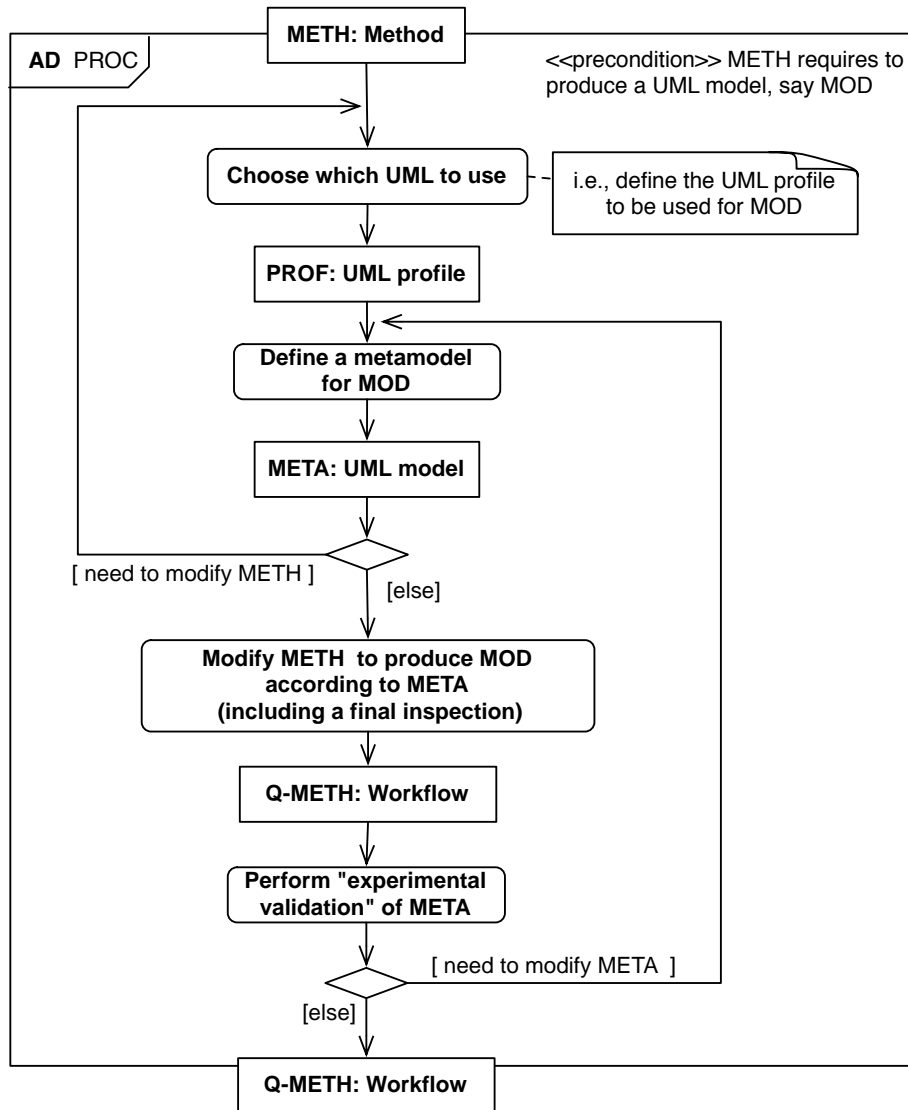 METH: Method
AD PROC
<<precondition>> METH requires to
produce a UML model, say MOD
Choose which UML to use
i.e., define the UML profile
to be used for MOD
PROF: UML profile
Define a metamodel
for MOD
META: UML model
[ need to modify METH ]
[else]
Modify METH to produce MOD
according to META
(including a final inspection)
Q-METH: Workflow
Perform "experimental
validation" of META
[ need to modify META ]
[else]
Q-METH: Workflow